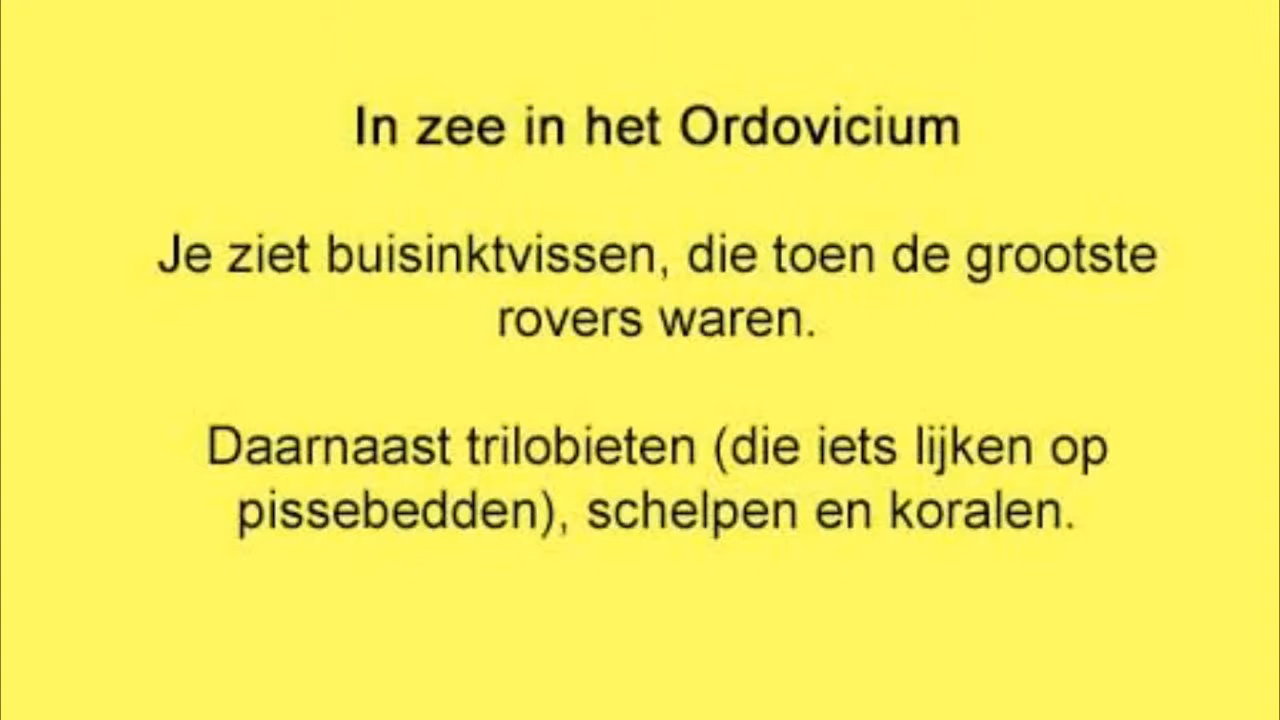 In zee in het Ordovicium
Je ziet buisinktvissen, die toen de grootste
rovers waren.
Daarnaast trilobieten (die iets lijken op
pissebedden), schelpen en koralen.